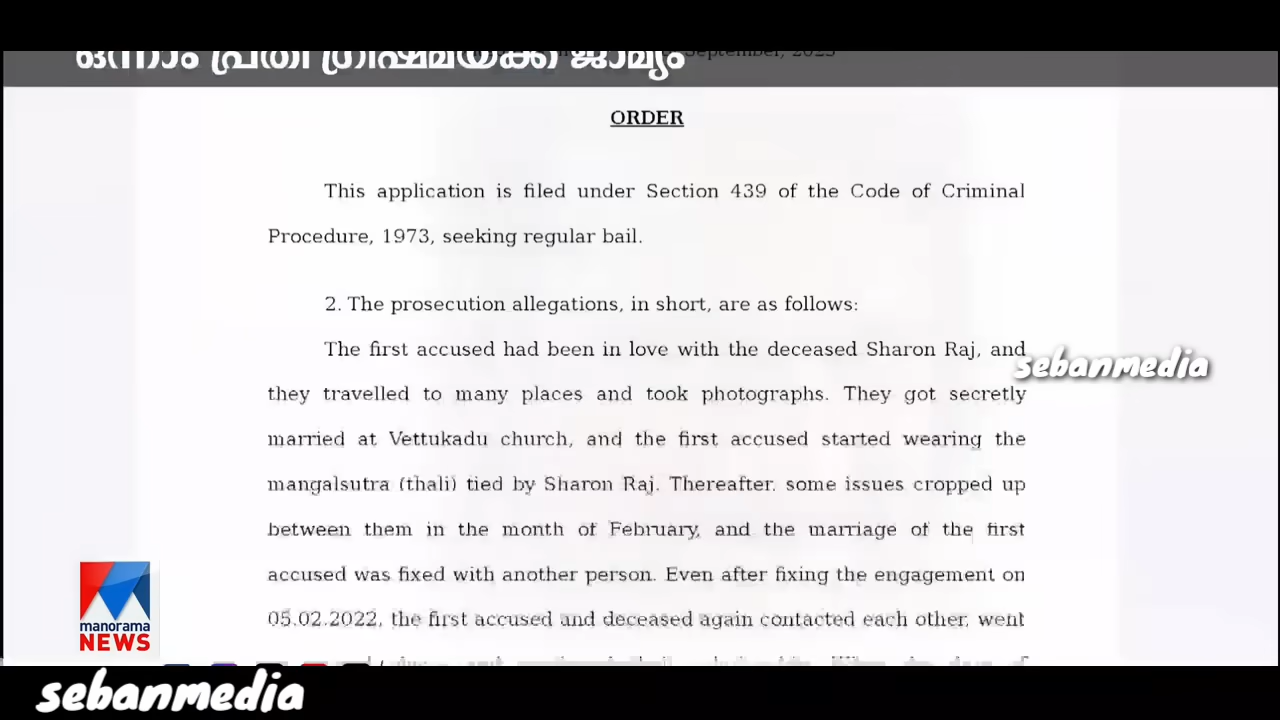 ഒന്നാം പ്രതി ഗ്രീഷ്മയ്ക്ക് ജാമ്യം
September, 2023
ORDER
This application is filed under Section 439 of the Code of Criminal
Procedure, 1973, seeking regular bail.
2. The prosecution allegations, in short, are as follows:
The first accused had been in love with the deceased Sharon Raj, and
sebanmedia
they travelled to many places and took photographs. They got secretly
married at Vettukadu church, and the first accused started wearing the
mangalsutra (thali) tied by Sharon Raj. Thereafter, some issues cropped up
between them in the month of February, and the marriage of the first
accused was fixed with another person. Even after fixing the engagement on
05.02.2022, the first accused and deceased again contacted each other, went
manorama
NEWS
sebanmedia